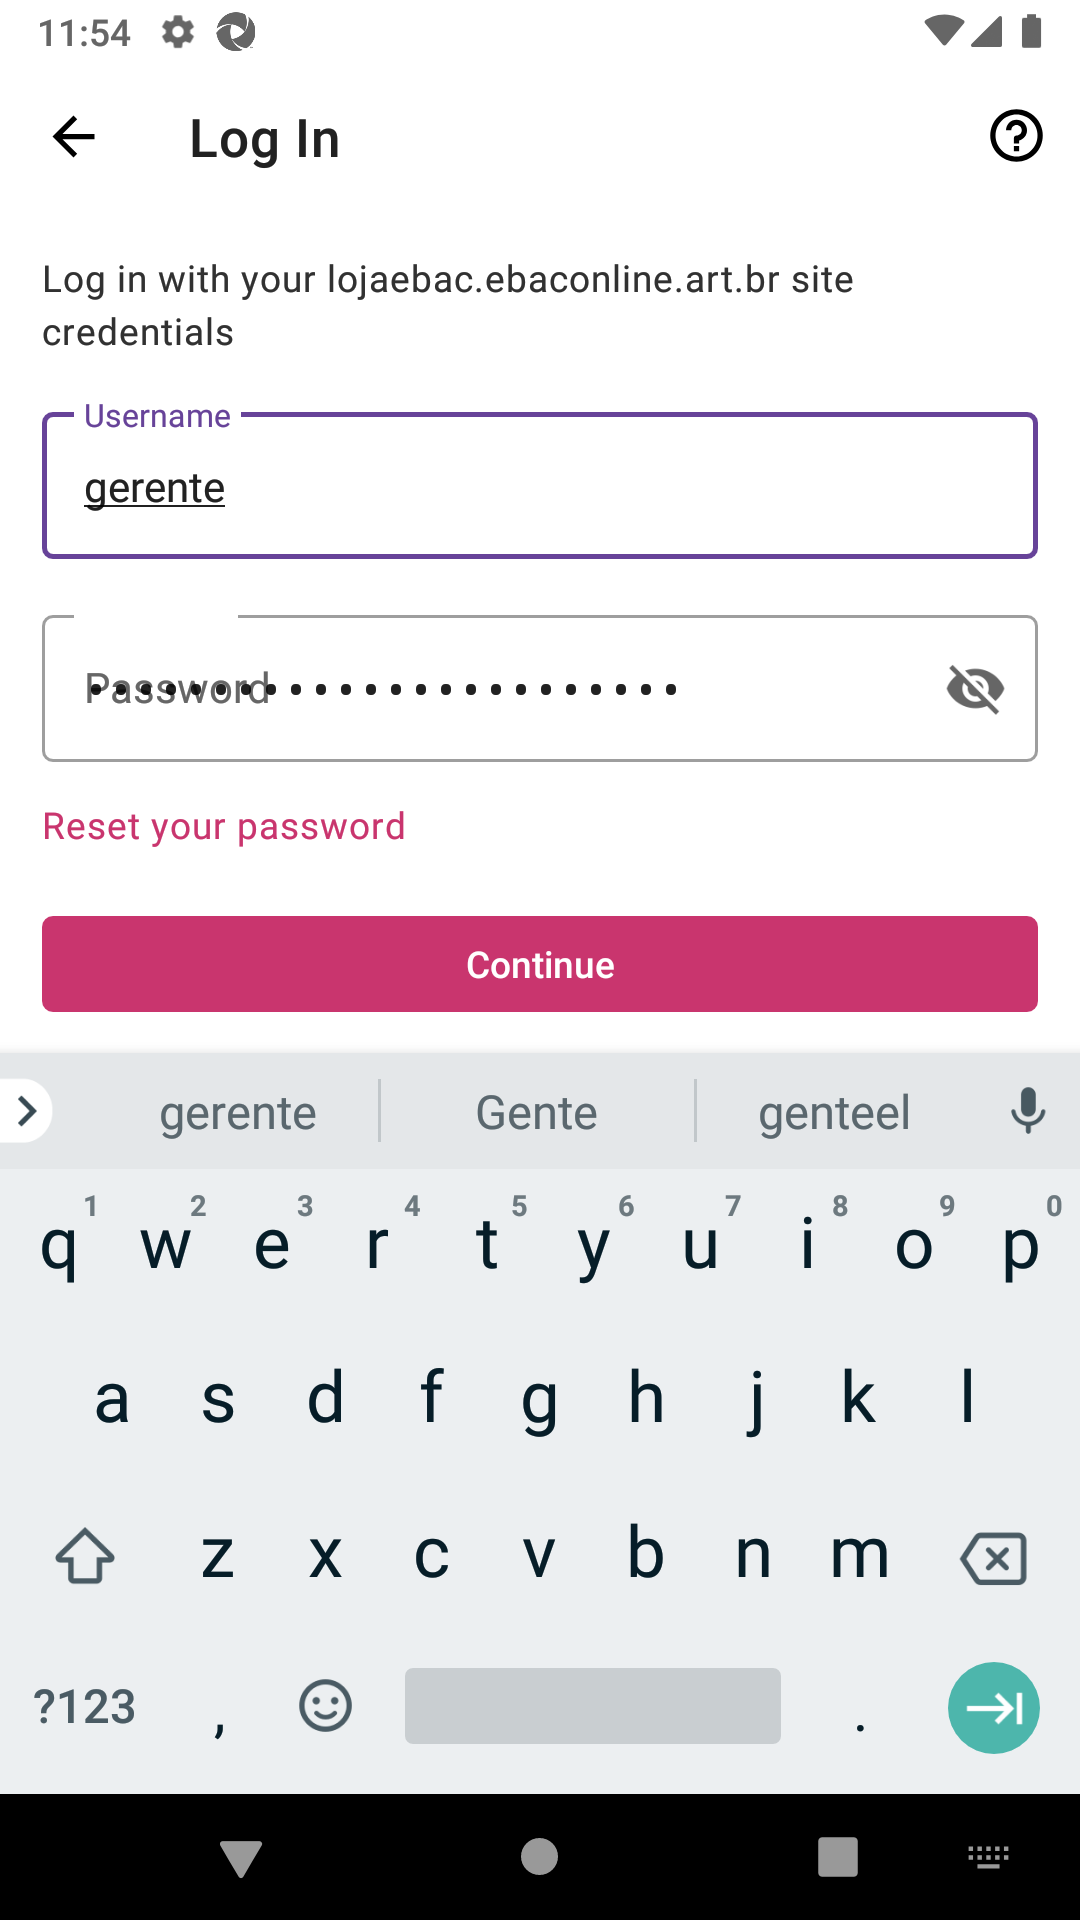 11:54
Log In
Log in with your lojaebac.ebaconline.art.br site
credentials
Username
gerente
Password
••••••••••••••••••••••••
Reset your password
Continue
gerente Gente genteel
1 2 3 4 5 6 7 8 9 0
q w e r t y u i o p
a s d f g h j k l
z x c v b n m
?123 , .